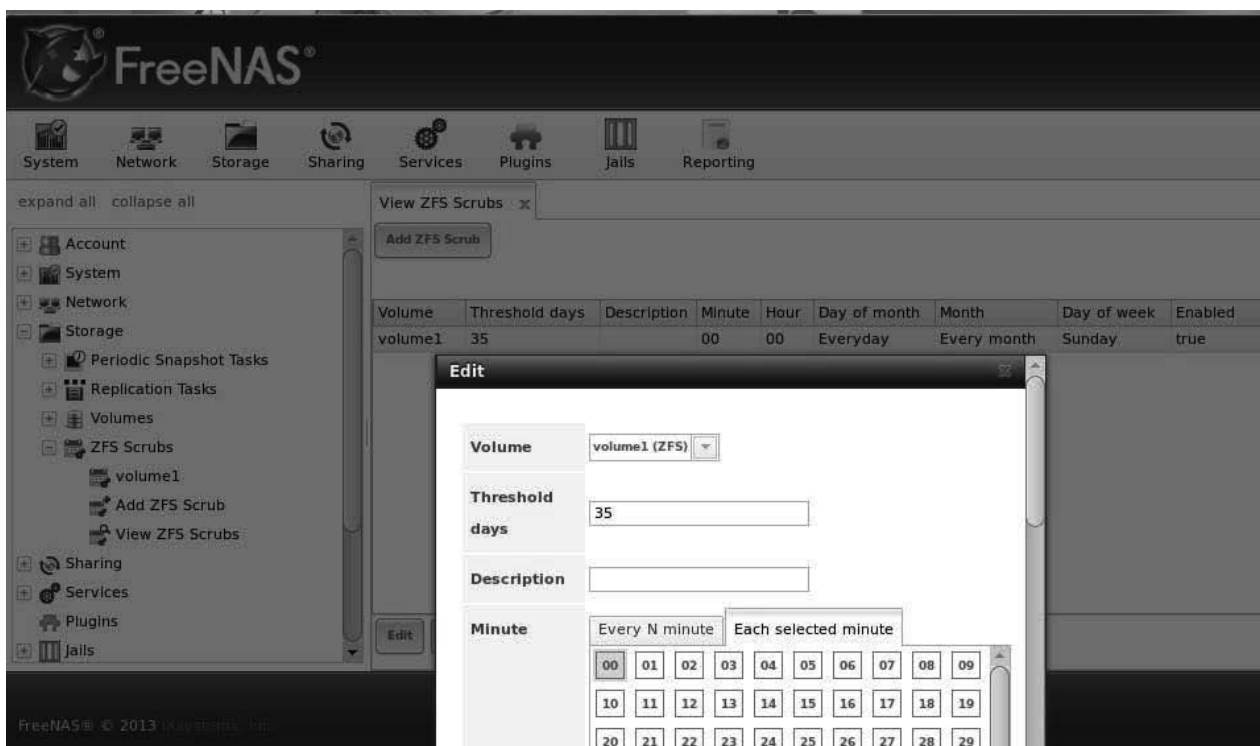 FreeNAS®
System Network Storage Sharing Services Plugins Jails Reporting
expand all collapse all
View ZFS Scrubs x
Add ZFS Scrub
Account
System
Network
Storage
Periodic Snapshot Tasks
Replication Tasks
Volumes
ZFS Scrubs
volume1
Add ZFS Scrub
View ZFS Scrubs
Sharing
Services
Plugins
Jails
Volume Threshold days Description Minute Hour Day of month Month Day of week Enabled
volume1 35 00 00 Everyday Every month Sunday true
Edit
Edit
Volume volume1 (ZFS)
Threshold days 35
Description
Minute Every N minute Each selected minute
00 01 02 03 04 05 06 07 08 09
10 11 12 13 14 15 16 17 18 19
20 21 22 23 24 25 26 27 28 29
FreeNAS® © 2013